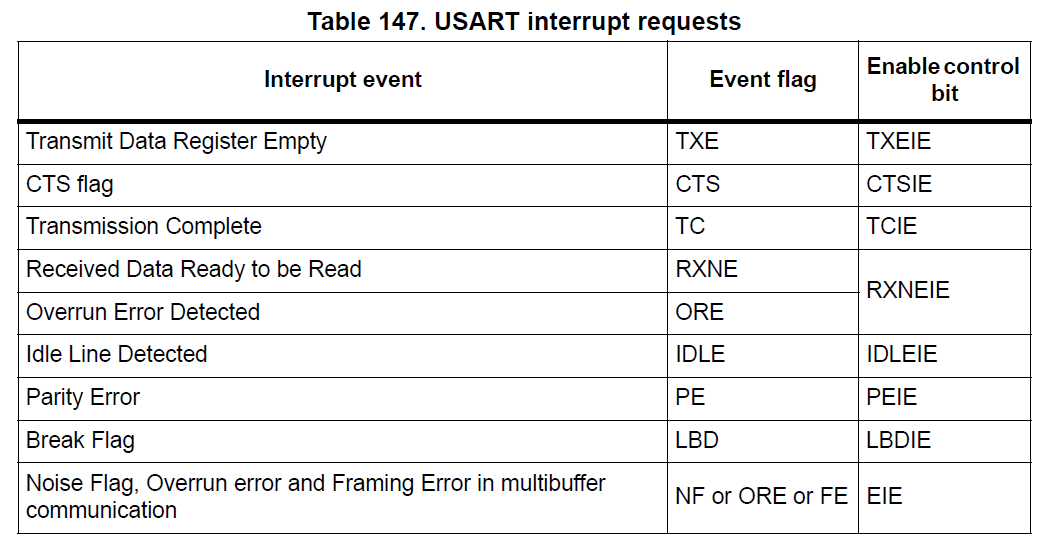 Table 147. USART interrupt requests
Interrupt event Event flag Enable control
bit
Transmit Data Register Empty TXE TXEIE
CTS flag CTS CTSIE
Transmission Complete TC TCIE
Received Data Ready to be Read RXNE
RXNEIE
Overrun Error Detected ORE
Idle Line Detected IDLE IDLEIE
Parity Error PE PEIE
Break Flag LBD LBDIE
Noise Flag, Overrun error and Framing Error in multibuffer
communication NF or ORE or FE EIE